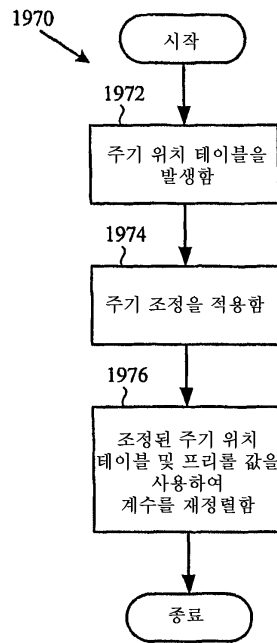 1970
시작
1972
주기 위치 테이블을
발생함
1974
주기 조정을 적용함
1976
조정된 주기 위치
테이블 및 프리롤 값을
사용하여
계수를 재정렬함
종료